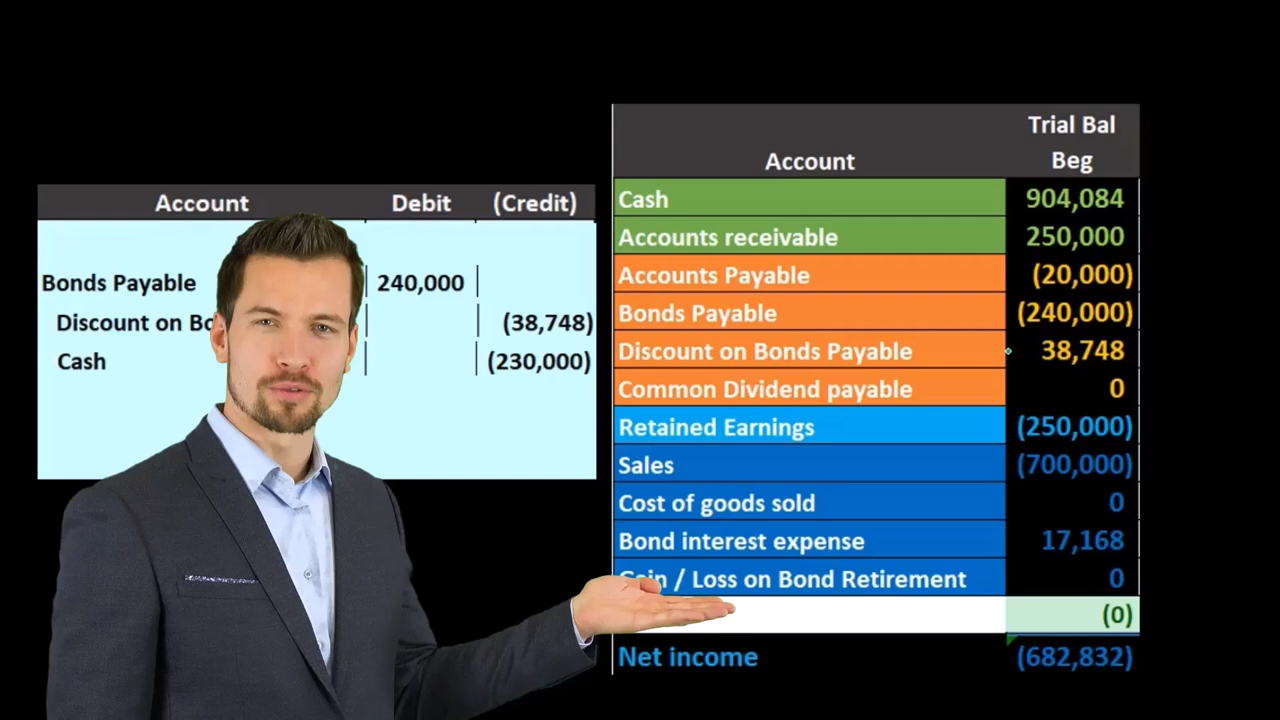 Account Debit (Credit)
Bonds Payable 240,000
Discount on (38,748)
Cash (230,000)
Trial Bal
Account Beg
Cash 904,084
Accounts receivable 250,000
Accounts Payable (20,000)
Bonds Payable (240,000)
Discount on Bonds Payable 38,748
Common Dividend payable 0
Retained Earnings (250,000)
Sales (700,000)
Cost of goods sold 0
Bond interest expense 17,168
Gain / Loss on Bond Retirement 0
(0)
Net income (682,832)